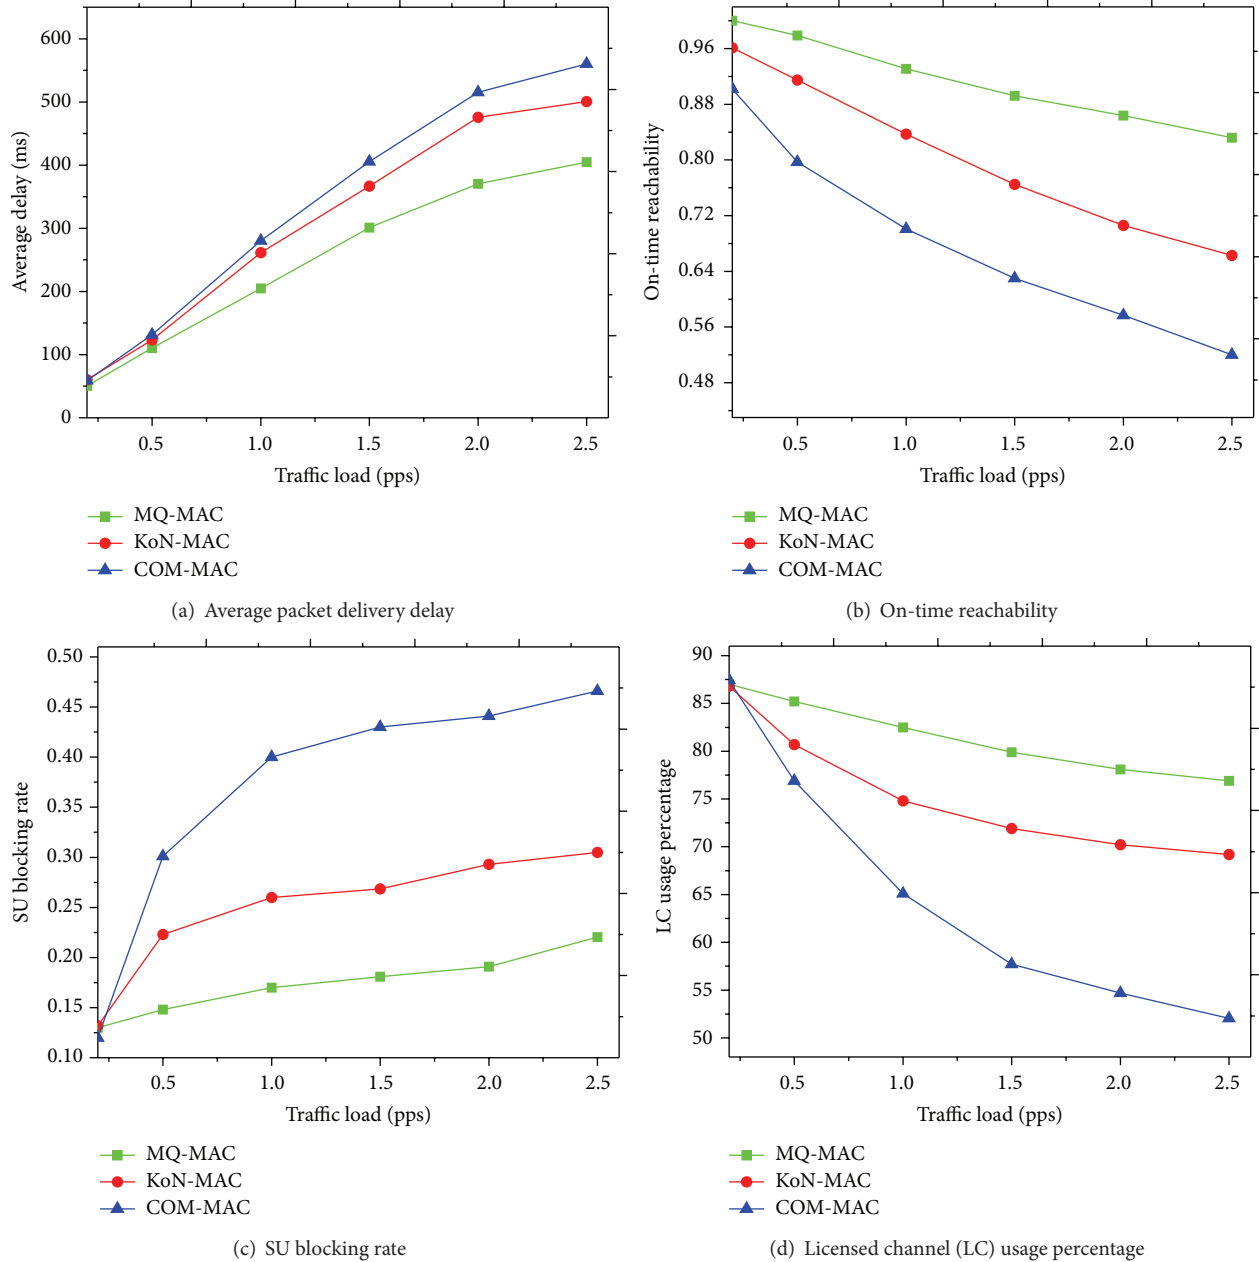 600
500
400
300
200
100
0
Average delay (ms)
0.5 1.0 1.5 2.0 2.5
Traffic load (pps)
MQ-MAC
KoN-MAC
COM-MAC
(a) Average packet delivery delay
0.96
0.88
0.80
0.72
0.64
0.56
0.48
On-time reachability
0.5 1.0 1.5 2.0 2.5
Traffic load (pps)
MQ-MAC
KoN-MAC
COM-MAC
(b) On-time reachability
0.50
0.45
0.40
0.35
0.30
0.25
0.20
0.15
0.10
SU blocking rate
0.5 1.0 1.5 2.0 2.5
Traffic load (pps)
MQ-MAC
KoN-MAC
COM-MAC
(c) SU blocking rate
90
85
80
75
70
65
60
55
50
LC usage percentage
0.5 1.0 1.5 2.0 2.5
Traffic load (pps)
MQ-MAC
KoN-MAC
COM-MAC
(d) Licensed channel (LC) usage percentage